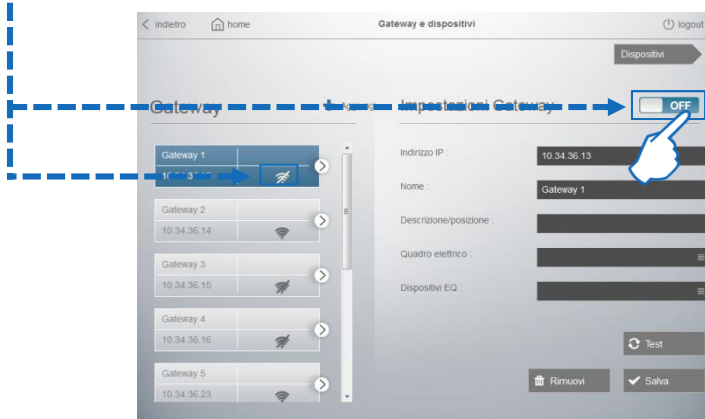 indietro home Gateway e dispositivi logout
Dispositivi
Gateway Impostazioni Gateway OFF
Gateway 1
Gateway 2
10.34.36.14
Gateway 3
10.34.36.15
Gateway 4
10.34.36.16
Gateway 5
10.34.36.23
Indirizzo IP : 10.34.36.13
Nome : Gateway 1
Descrizione/posizione :
Quadro elettrico :
Dispositivi EQ :
Test
Rimuovi Salva